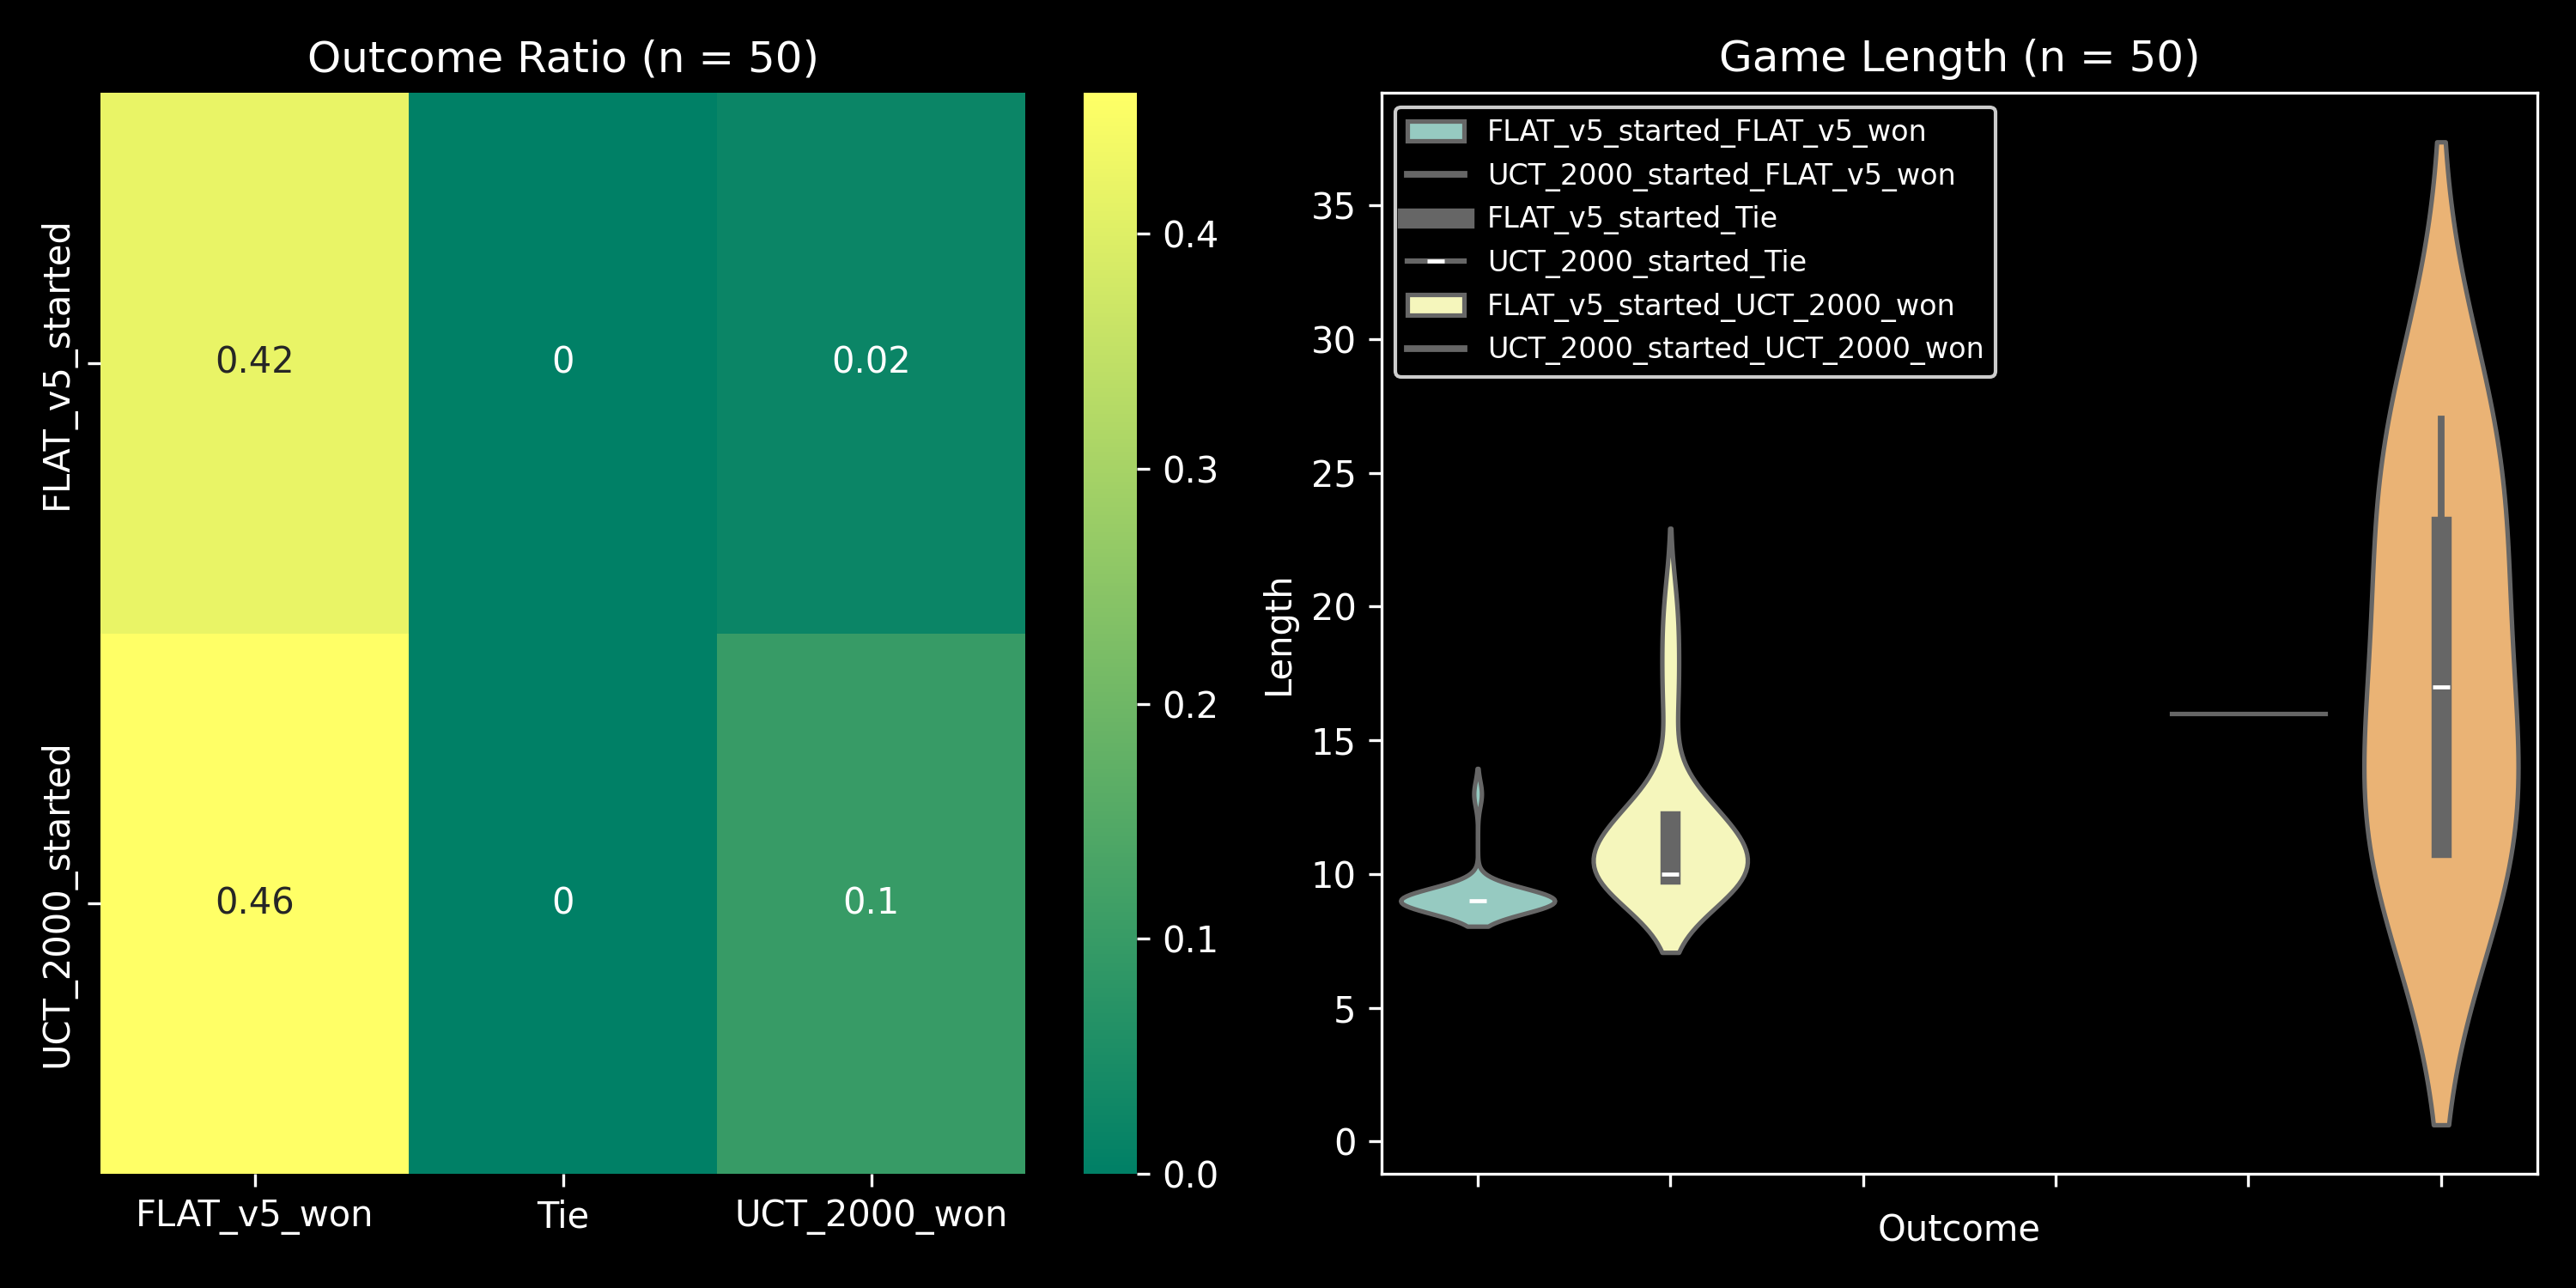 Outcome Ratio (n = 50)
FLAT_v5_started
UCT_2000_started
0.42
0
0.02
0.46
0
0.1
FLAT_v5_won
Tie
UCT_2000_won
0.4
0.3
0.2
0.1
0.0
Game Length (n = 50)
FLAT_v5_started_FLAT_v5_won
UCT_2000_started_FLAT_v5_won
FLAT_v5_started_Tie
UCT_2000_started_Tie
FLAT_v5_started_UCT_2000_won
UCT_2000_started_UCT_2000_won
Length
35
30
25
20
15
10
5
0
Outcome